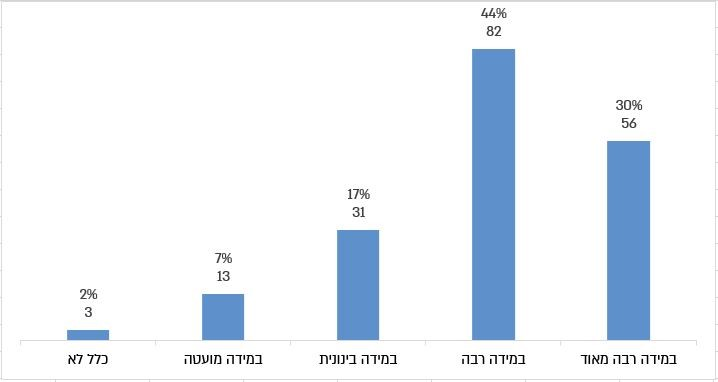 44%
82
30%
56
17%
31
7%
13
2%
3
במידה רבה מאוד
במידה רבה
במידה בינונית
במידה מועטה
כלל לא